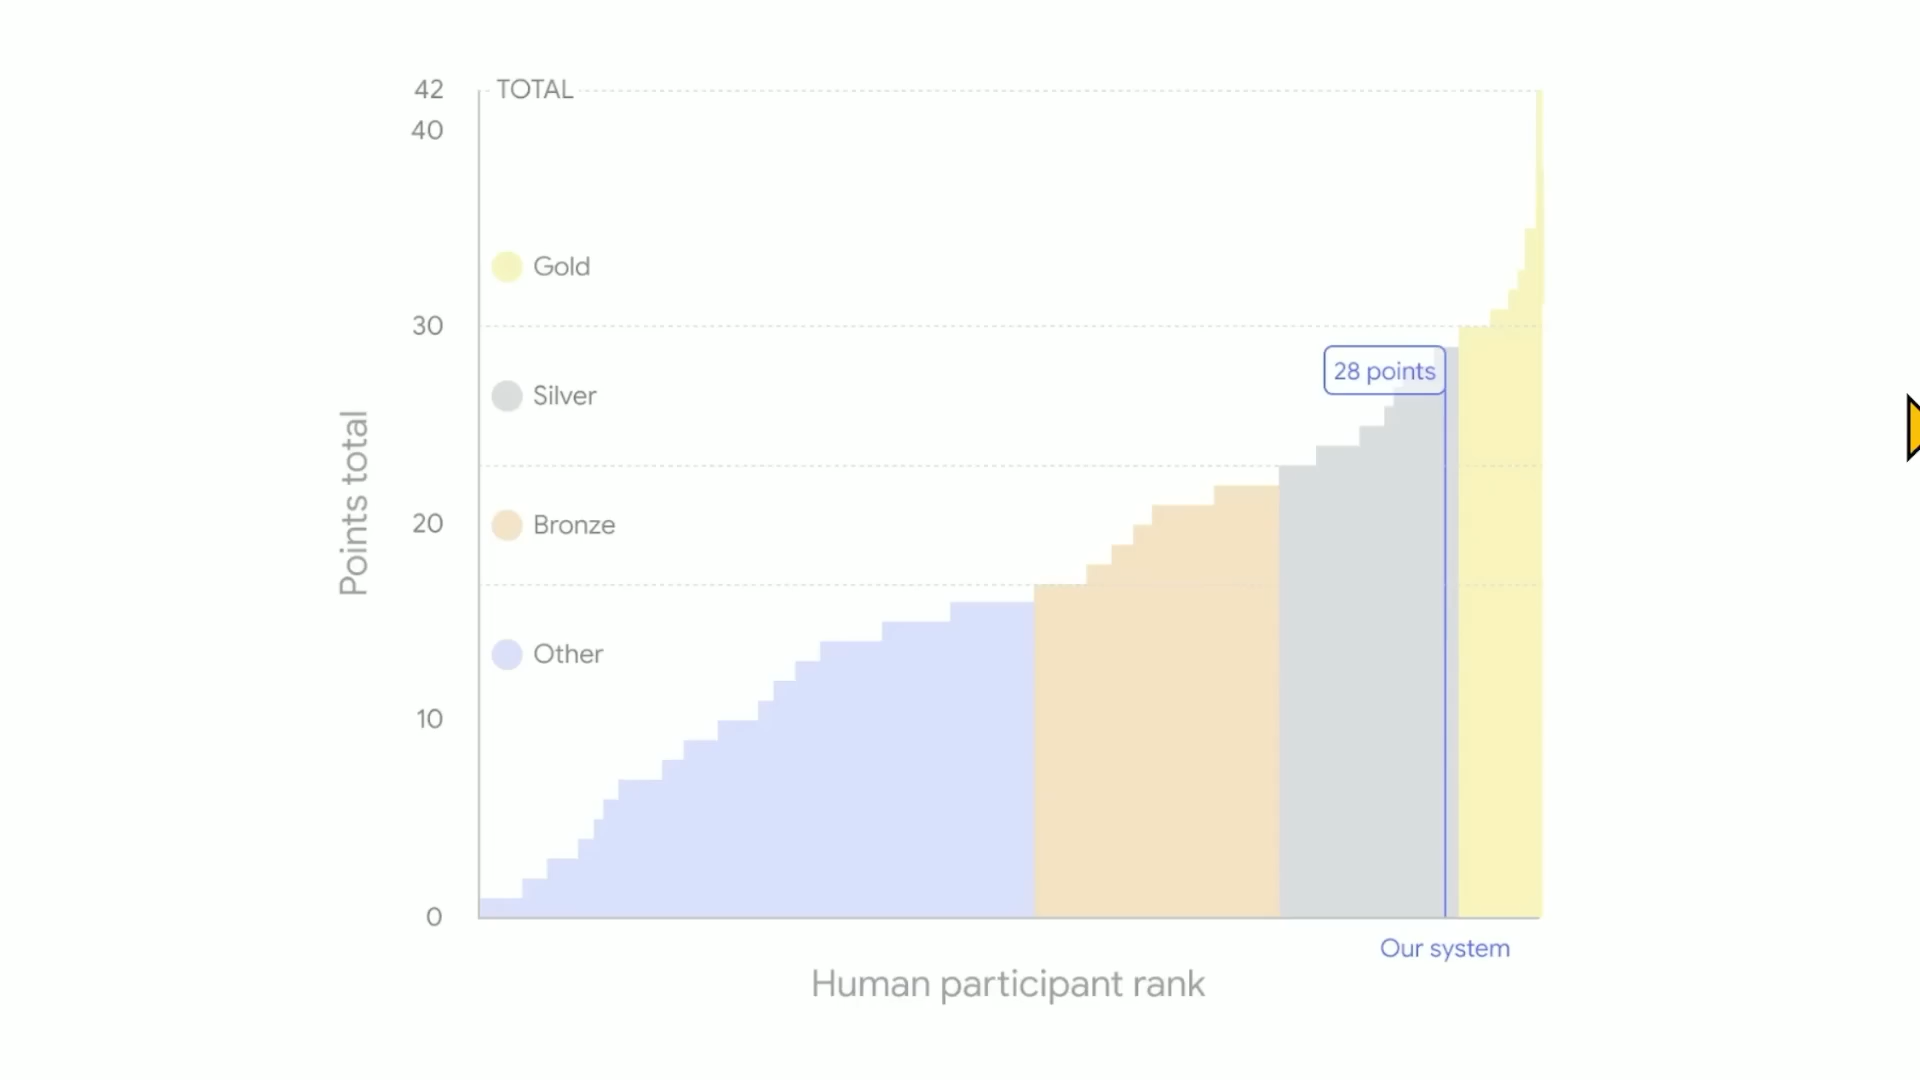 42
TOTAL
40
Gold
30
28 points
Silver
Points total
20
Bronze
Other
10
0
Our system
Human participant rank